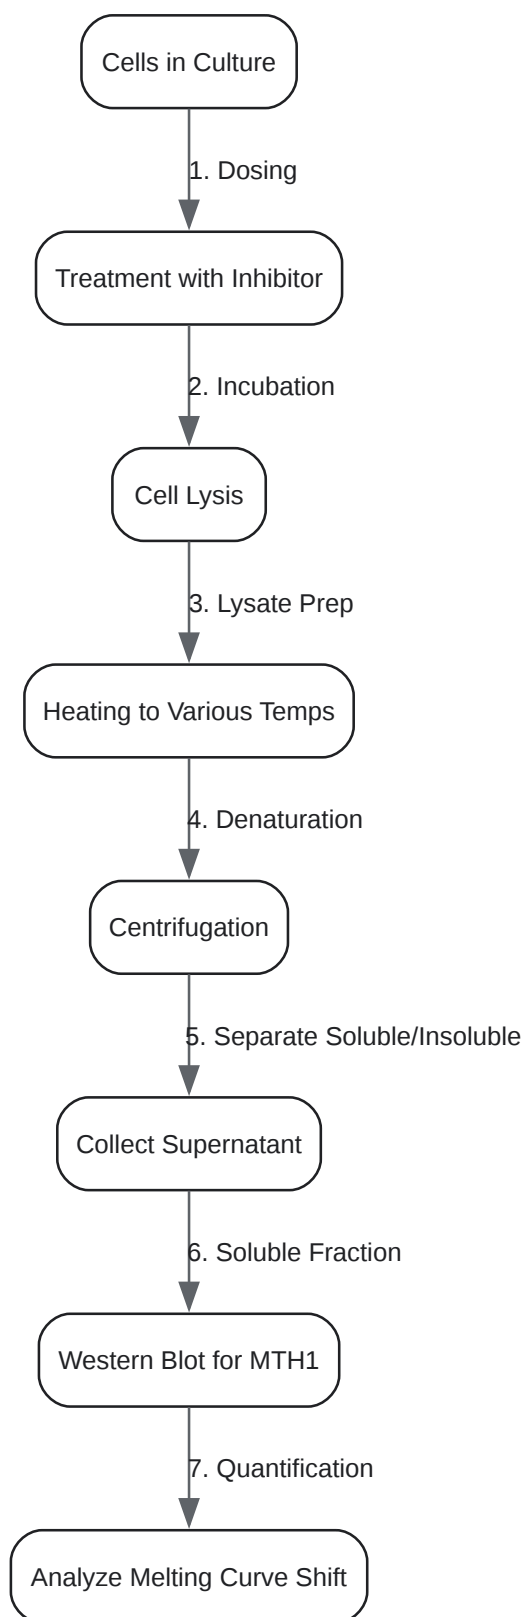 Cells in Culture
1. Dosing
Treatment with Inhibitor
2. Incubation
Cell Lysis
3. Lysate Prep
Heating to Various Temps
4. Denaturation
Centrifugation
5. Separate Soluble/Insoluble
Collect Supernatant
6. Soluble Fraction
Western Blot for MTH1
7. Quantification
Analyze Melting Curve Shift